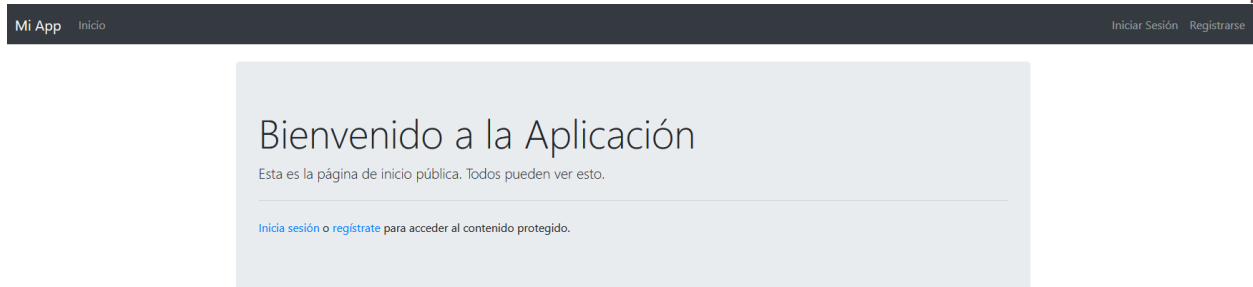 Mi App Inicio Iniciar Sesión Registrarse
Bienvenido a la Aplicación
Esta es la página de inicio pública. Todos pueden ver esto.
Inicia sesión o regístrate para acceder al contenido protegido.